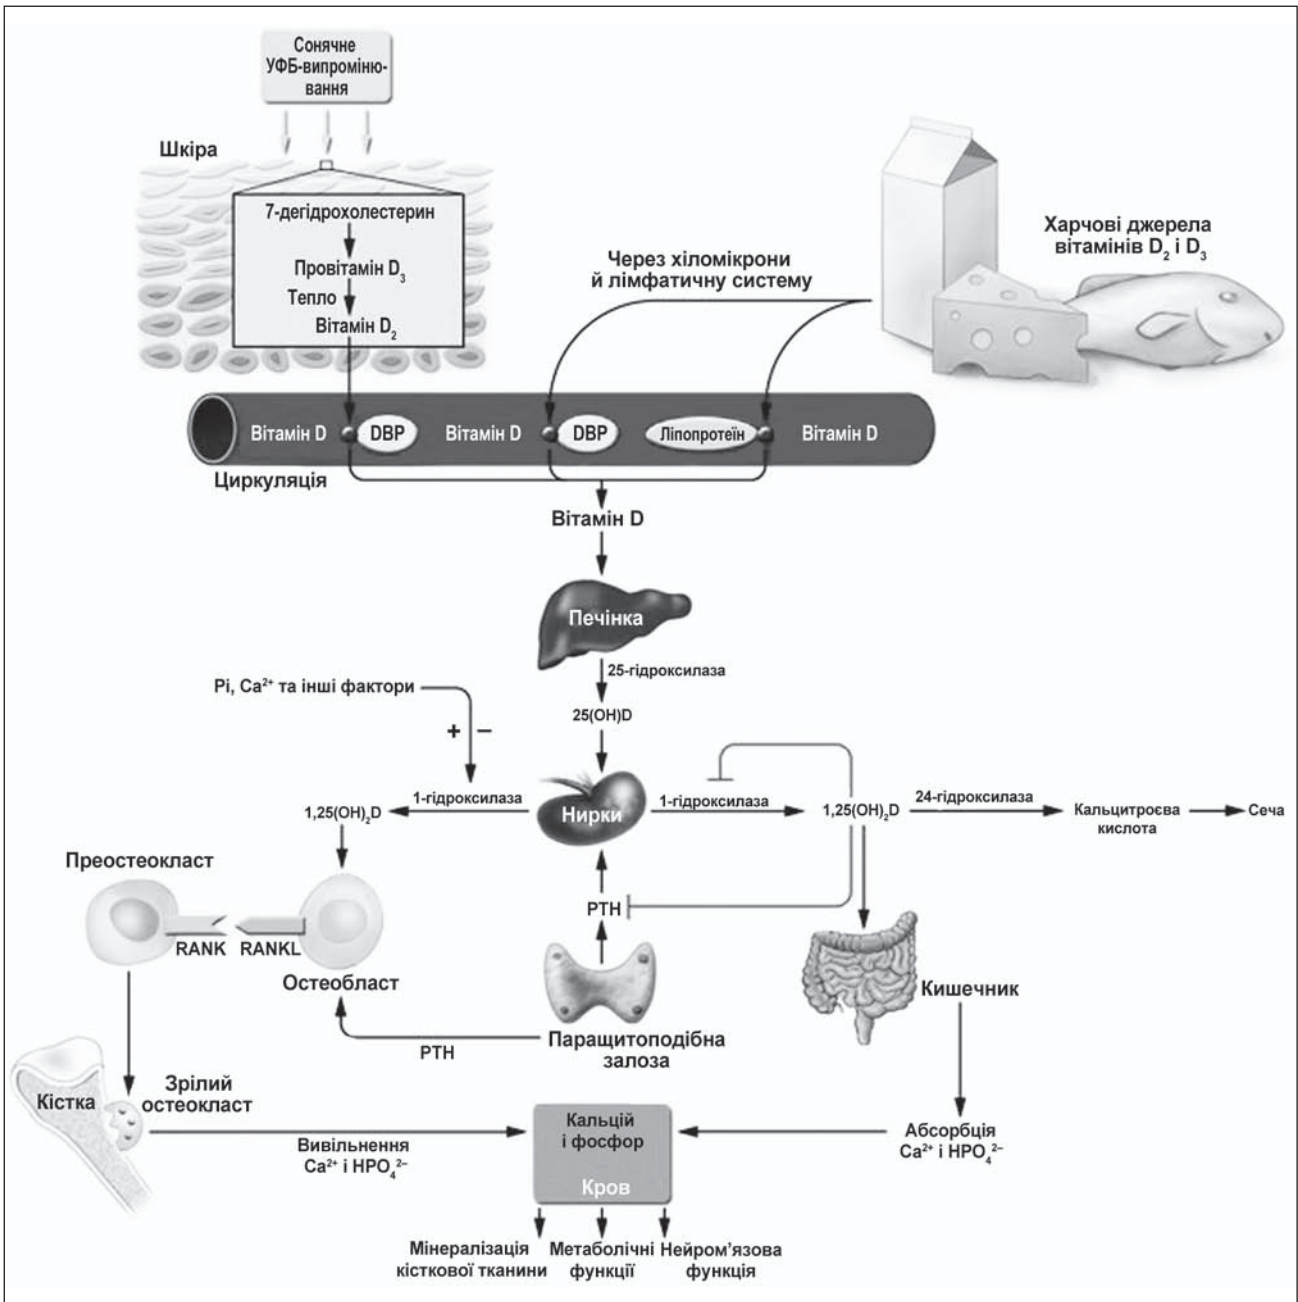 Сонячне
УФБ-випроміню-
вання
Шкіра
7-дегідрохолестерин
Провітамін D₃
Тепло
Вітамін D₂
Через хіломікрони
й лімфатичну систему
Харчові джерела
вітамінів D₂ і D₃
Вітамін D DBP Вітамін D DBP Ліпопротеїн Вітамін D
Циркуляція
Вітамін D
Печінка
25-гідроксилаза
Pi, Ca²⁺ та інші фактори
25(OH)D
+ −
1-гідроксилаза
Нирки
1-гідроксилаза
1,25(OH)₂D
1,25(OH)₂D
24-гідроксилаза
Кальцитроєва
кислота
Сеча
Преостеокласт
RANK RANKL
Остеобласт
PTH
Паращитоподібна
залоза
PTH
Кишечник
Кістка
Зрілий
остеокласт
Вивільнення
Ca²⁺ і HPO₄²⁻
Кальцій
і фосфор
Кров
Абсорбція
Ca²⁺ і HPO₄²⁻
Мінералізація
кісткової тканини
Метаболічні
функції
Нейром’язова
функція